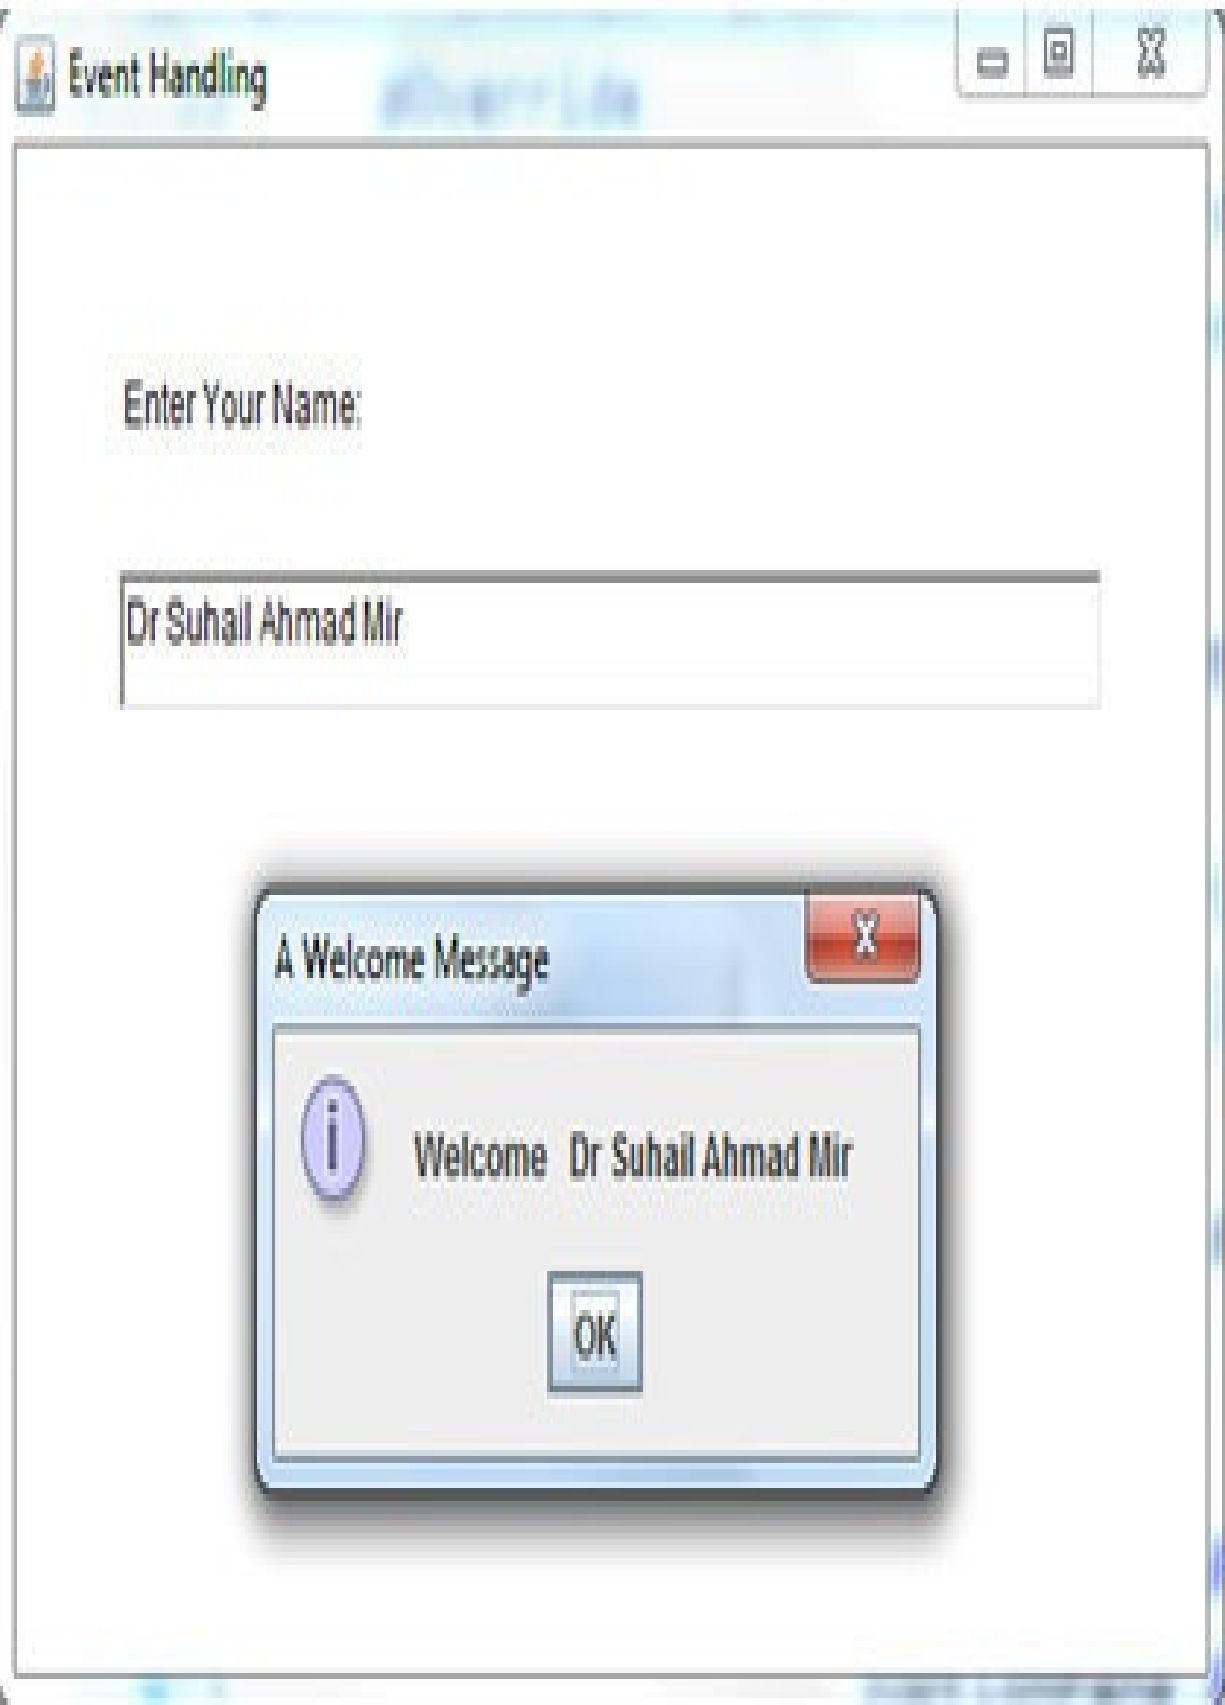 Event Handling
Enter Your Name:
Dr Suhail Ahmad Mir
A Welcome Message
i
Welcome Dr Suhail Ahmad Mir
OK